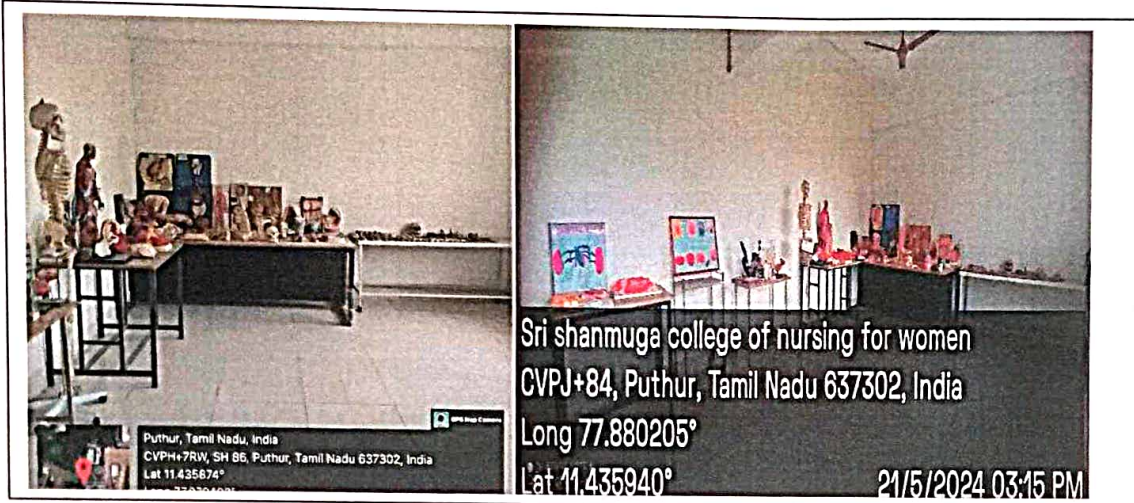 GPS Map Camera
Puthur, Tamil Nadu, India
CVPH+7RW, SH 86, Puthur, Tamil Nadu 637302, India
Lat 11.435674°
Sri shanmuga college of nursing for women
CVPJ+84, Puthur, Tamil Nadu 637302, India
Long 77.880205°
Lat 11.435940°
21/5/2024 03:15 PM